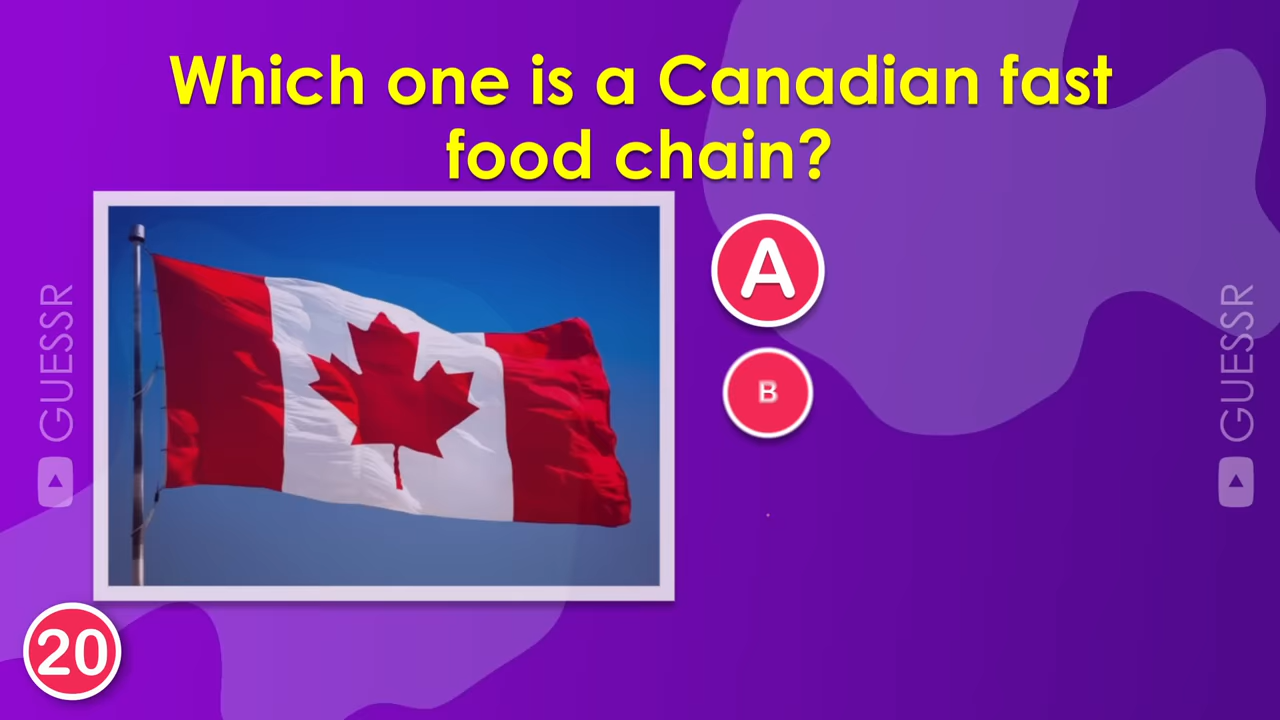 Which one is a Canadian fast
food chain?
A
B
GUESSR
GUESSR
20